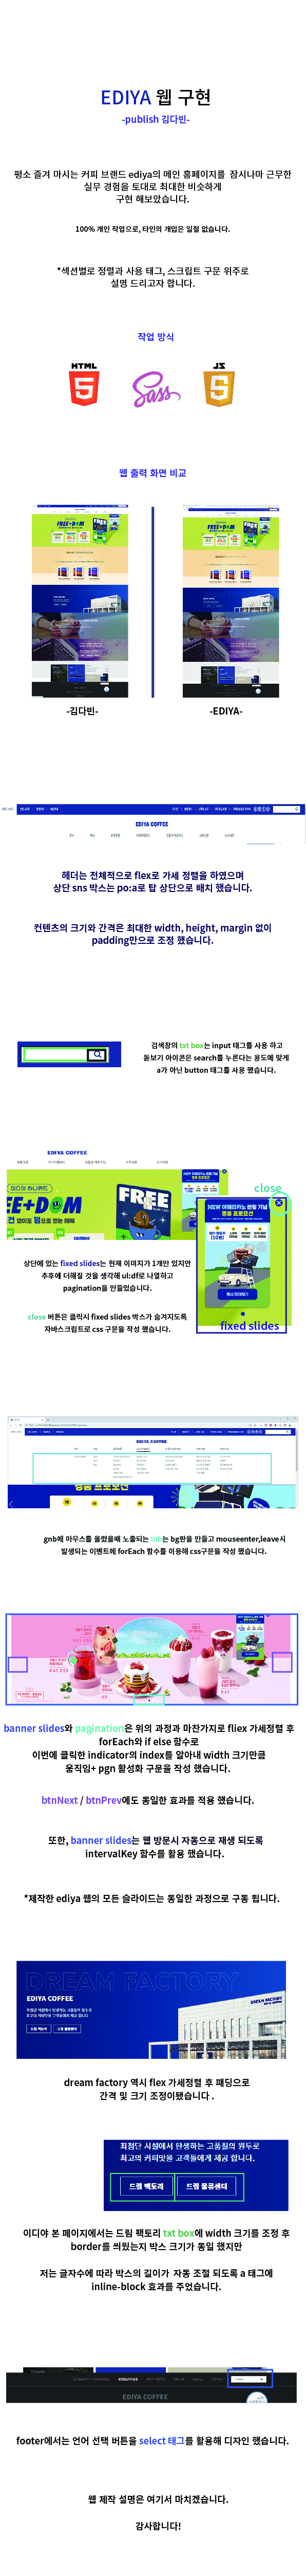 EDIYA 웹 구현
-publish 김다빈-
평소 즐겨 마시는 커피 브랜드 ediya의 메인 홈페이지를 잠시나마 근무한
실무 경험을 토대로 최대한 비슷하게
구현 해보았습니다.
100% 개인 작업으로, 타인의 개입은 일절 없습니다.
*섹션별로 정렬과 사용 태그, 스크립트 구문 위주로
설명 드리고자 합니다.
작업 방식
HTML
5
Sass
JS
5
웹 출력 화면 비교
-김다빈-
-EDIYA-
EDIYA COFFEE
헤더는 전체적으로 flex로 가세 정렬을 하였으며
상단 sns 박스는 po:a로 탑 상단으로 배치 했습니다.
컨텐츠의 크기와 간격은 최대한 width, height, margin 없이
padding만으로 조정 했습니다.
검색창의 txt box는 input 태그를 사용 하고
돋보기 아이콘은 search를 누른다는 용도에 맞게
a가 아닌 button 태그를 사용 했습니다.
EDIYA COFFEE
close
FREE
fixed slides
상단에 있는 fixed slides는 현재 이미지가 1개만 있지만
추후에 더해질 것을 생각해 ul:df로 나열하고
pagination을 만들었습니다.
close 버튼은 클릭시 fixed slides 박스가 숨겨지도록
자바스크립트로 css 구문을 작성 했습니다.
EDIYA COFFEE
gnb에 마우스를 올렸을때 노출되는 lnb는 bg판을 만들고 mouseenter,leave시
발생되는 이벤트에 forEach 함수를 이용해 css구문을 작성 했습니다.
banner slides와 pagination은 위의 과정과 마찬가지로 fliex 가세정렬 후
forEach와 if else 함수로
이번에 클릭한 indicator의 index를 알아내 width 크기만큼
움직임+ pgn 활성화 구문을 작성 했습니다.
btnNext / btnPrev에도 동일한 효과를 적용 했습니다.
또한, banner slides는 웹 방문시 자동으로 재생 되도록
intervalKey 함수를 활용 했습니다.
*제작한 ediya 웹의 모든 슬라이드는 동일한 과정으로 구동 됩니다.
DREAM FACTORY
EDIYA COFFEE
DREAM FACTORY
dream factory 역시 flex 가세정렬 후 패딩으로
간격 및 크기 조정이됐습니다 .
최첨단 시설에서 탄생하는 고품질의 원두로
최고의 커피맛을 고객들에게 제공 합니다.
드림 팩토리
드림 물류센터
이디야 본 페이지에서는 드림 팩토리 txt box에 width 크기를 조정 후
border를 씌웠는지 박스 크기가 동일 했지만
저는 글자수에 따라 박스의 길이가 자동 조절 되도록 a 태그에
inline-block 효과를 주었습니다.
EDIYA COFFEE
footer에서는 언어 선택 버튼을 select 태그를 활용해 디자인 했습니다.
웹 제작 설명은 여기서 마치겠습니다.
감사합니다!